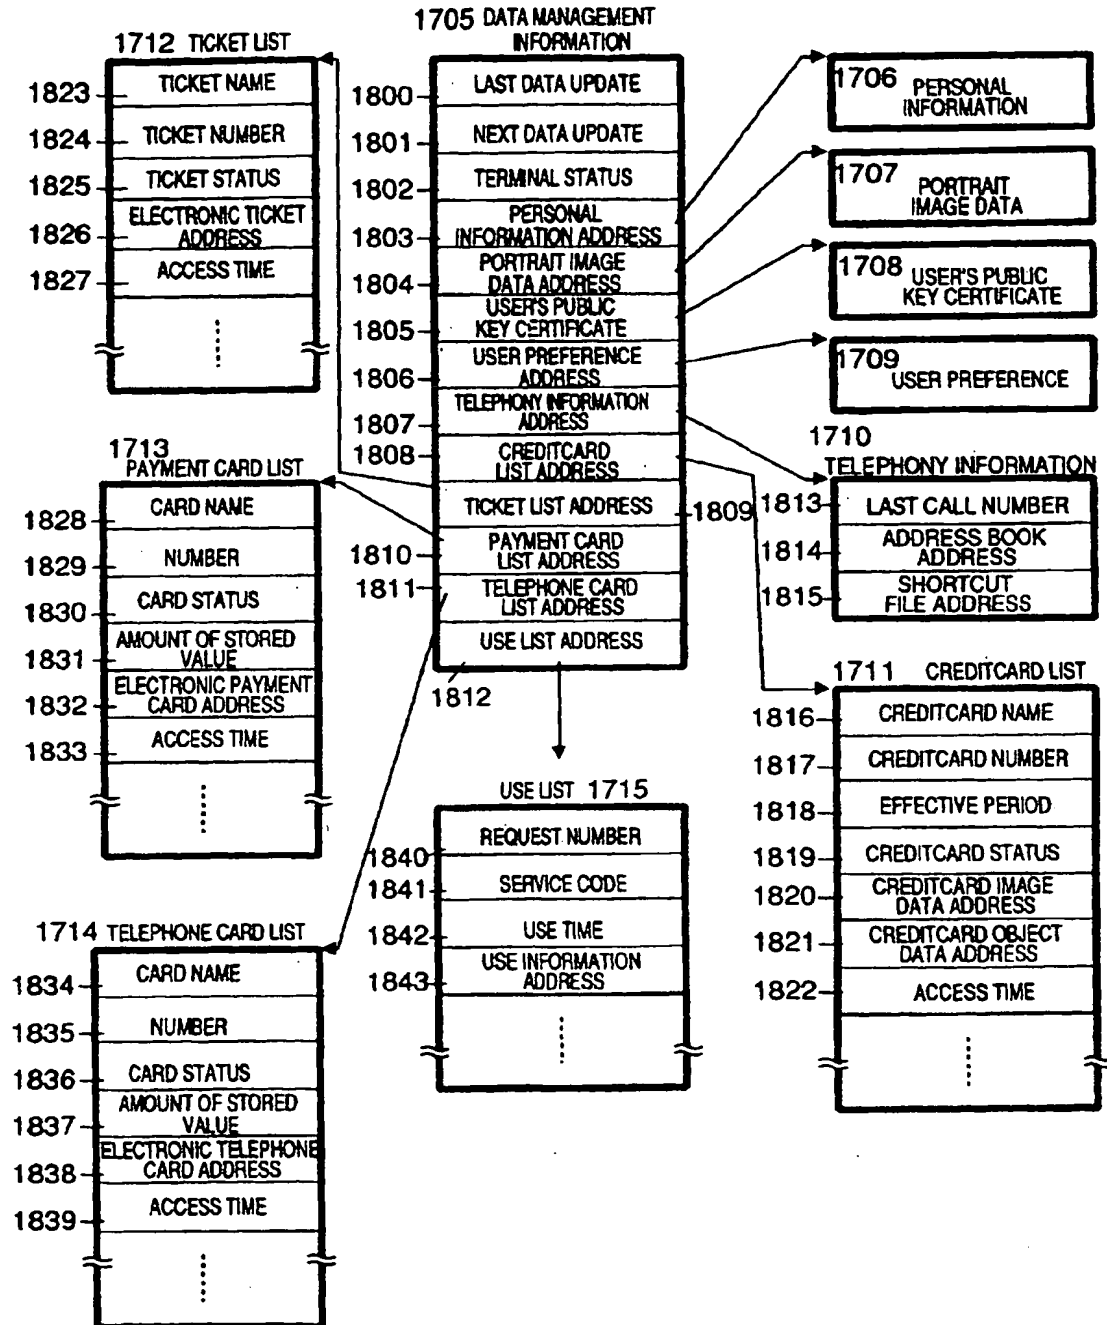 1712 TICKET LIST
1823 TICKET NAME
1824 TICKET NUMBER
1825 TICKET STATUS
1826 ELECTRONIC TICKET
ADDRESS
1827 ACCESS TIME
1713
PAYMENT CARD LIST
1828 CARD NAME
1829 NUMBER
1830 CARD STATUS
1831 AMOUNT OF STORED
VALUE
1832 ELECTRONIC PAYMENT
CARD ADDRESS
1833 ACCESS TIME
1714 TELEPHONE CARD LIST
1834 CARD NAME
1835 NUMBER
1836 CARD STATUS
1837 AMOUNT OF STORED
VALUE
1838 ELECTRONIC TELEPHONE
CARD ADDRESS
1839 ACCESS TIME
1705 DATA MANAGEMENT
INFORMATION
1800 LAST DATA UPDATE
1801 NEXT DATA UPDATE
1802 TERMINAL STATUS
1803 PERSONAL
INFORMATION ADDRESS
1804 PORTRAIT IMAGE
DATA ADDRESS
1805 USER'S PUBLIC
KEY CERTIFICATE
1806 USER PREFERENCE
ADDRESS
1807 TELEPHONY INFORMATION
ADDRESS
1808 CREDITCARD
LIST ADDRESS
TICKET LIST ADDRESS 1809
1810 PAYMENT CARD
LIST ADDRESS
1811 TELEPHONE CARD
LIST ADDRESS
USE LIST ADDRESS
1812
USE LIST 1715
1840 REQUEST NUMBER
1841 SERVICE CODE
1842 USE TIME
1843 USE INFORMATION
ADDRESS
1706 PERSONAL
INFORMATION
1707 PORTRAIT
IMAGE DATA
1708 USER'S PUBLIC
KEY CERTIFICATE
1709 USER PREFERENCE
1710
TELEPHONY INFORMATION
1813 LAST CALL NUMBER
1814 ADDRESS BOOK
ADDRESS
1815 SHORTCUT
FILE ADDRESS
1711 CREDITCARD LIST
1816 CREDITCARD NAME
1817 CREDITCARD NUMBER
1818 EFFECTIVE PERIOD
1819 CREDITCARD STATUS
1820 CREDITCARD IMAGE
DATA ADDRESS
1821 CREDITCARD OBJECT
DATA ADDRESS
1822 ACCESS TIME